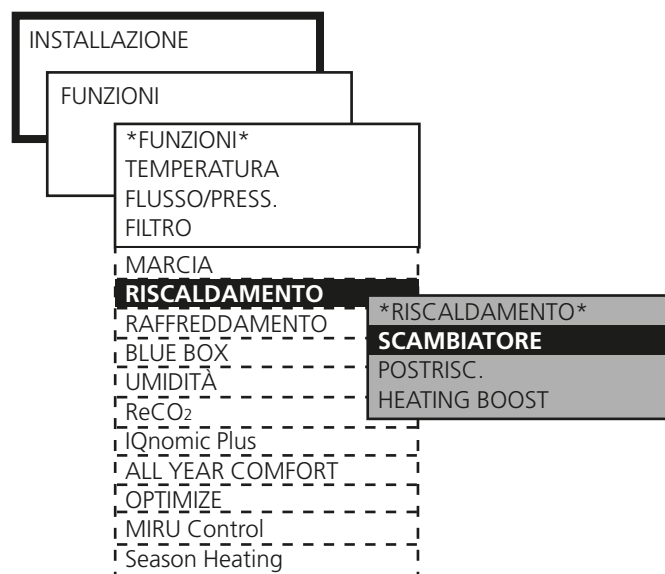 INSTALLAZIONE
FUNZIONI
*FUNZIONI*
TEMPERATURA
FLUSSO/PRESS.
FILTRO
MARCIA
RISCALDAMENTO
RAFFREDDAMENTO
BLUE BOX
UMIDITÀ
ReCO2
IQnomic Plus
ALL YEAR COMFORT
OPTIMIZE
MIRU Control
Season Heating
*RISCALDAMENTO*
SCAMBIATORE
POSTRISC.
HEATING BOOST